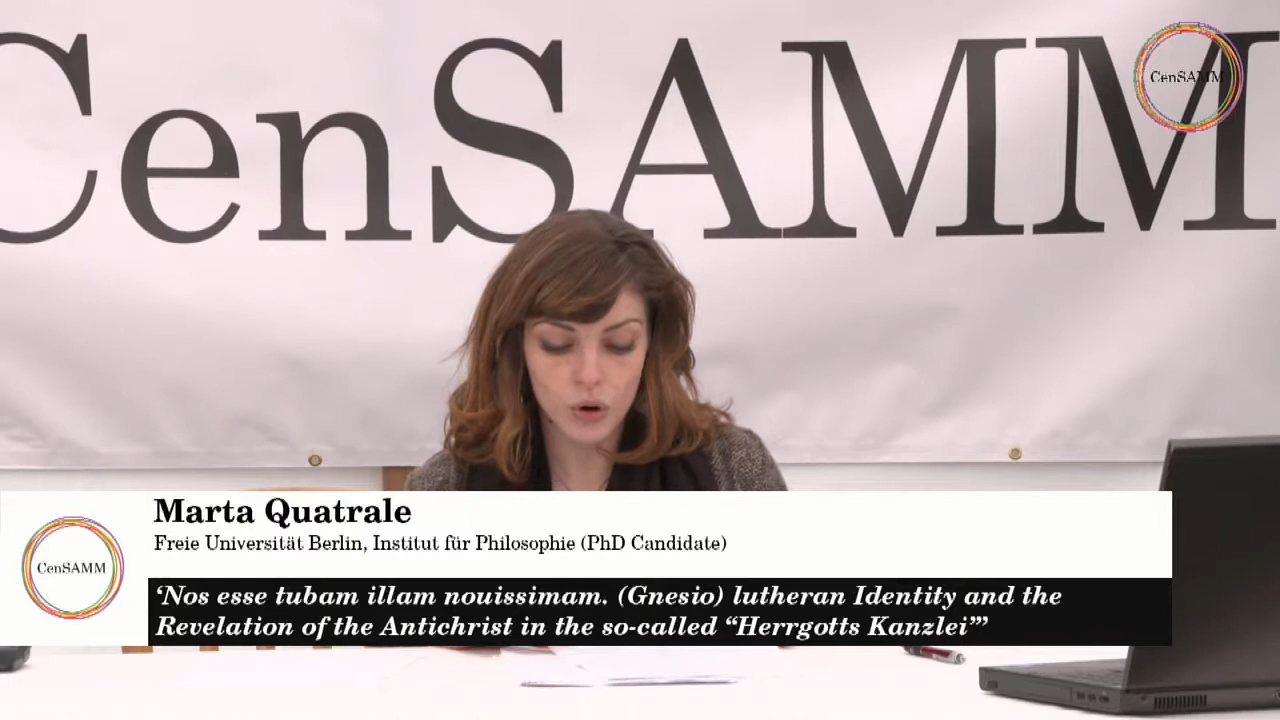 CenSAMM
CenSAMM
Marta Quatrale
Freie Universität Berlin, Institut für Philosophie (PhD Candidate)
CenSAMM
‘Nos esse tubam illam nouissimam. (Gnesio) lutheran Identity and the
Revelation of the Antichrist in the so-called “Herrgotts Kanzlei”’